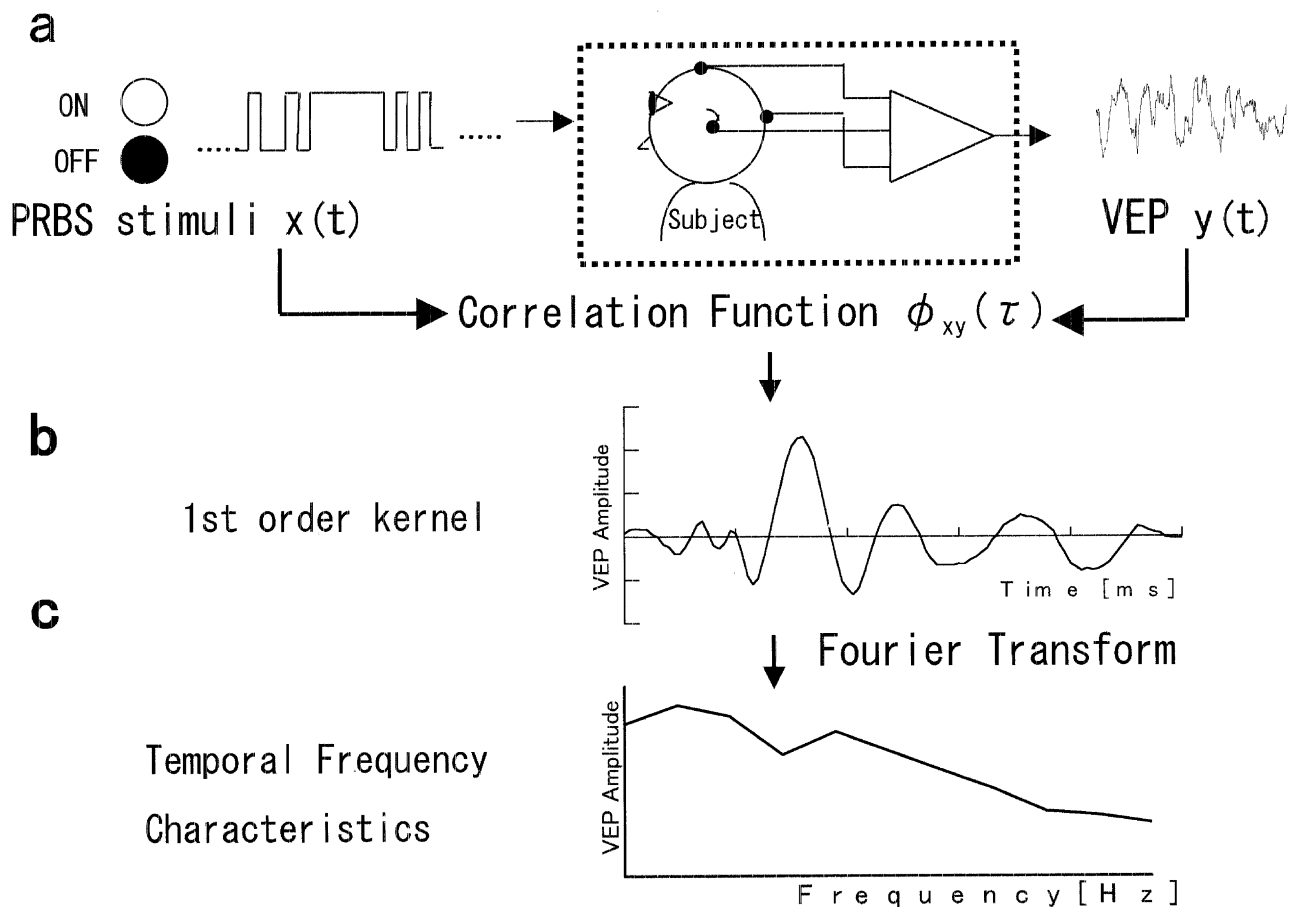 a
ON
OFF
PRBS stimuli x(t)
Subject
VEP y(t)
Correlation Function ϕxy(τ)
b
1st order kernel
VEP Amplitude
Time [ms]
c
Fourier Transform
Temporal Frequency
Characteristics
VEP Amplitude
Frequency[Hz]